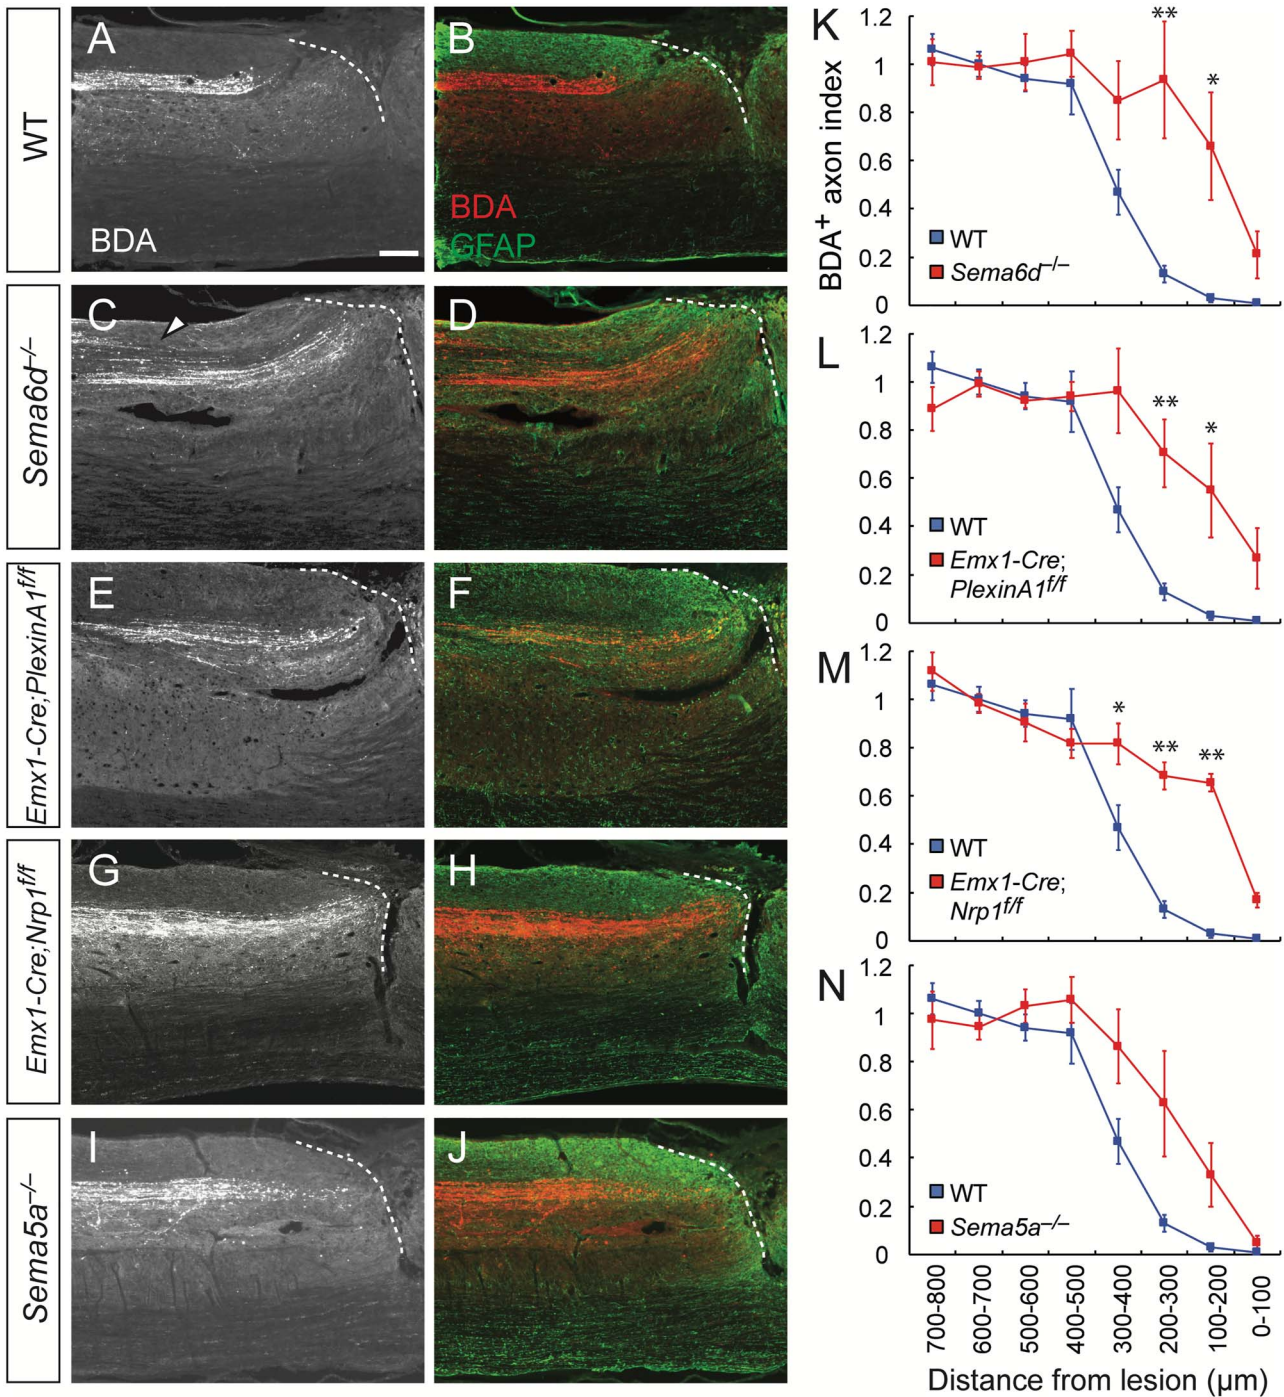 WT
A
BDA
B
BDA
GFAP
Sema6d–/–
C
D
Emx1-Cre;PlexinA1f/f
E
F
Emx1-Cre;Nrp1f/f
G
H
Sema5a–/–
I
J
K
BDA+ axon index
1.2
1
0.8
0.6
0.4
0.2
0
**
*
WT
Sema6d–/–
L
1.2
1
0.8
0.6
0.4
0.2
0
**
*
WT
Emx1-Cre;
PlexinA1f/f
M
1.2
1
0.8
0.6
0.4
0.2
0
*
**
**
WT
Emx1-Cre;
Nrp1f/f
N
1.2
1
0.8
0.6
0.4
0.2
0
WT
Sema5a–/–
700-800
600-700
500-600
400-500
300-400
200-300
100-200
0-100
Distance from lesion (µm)